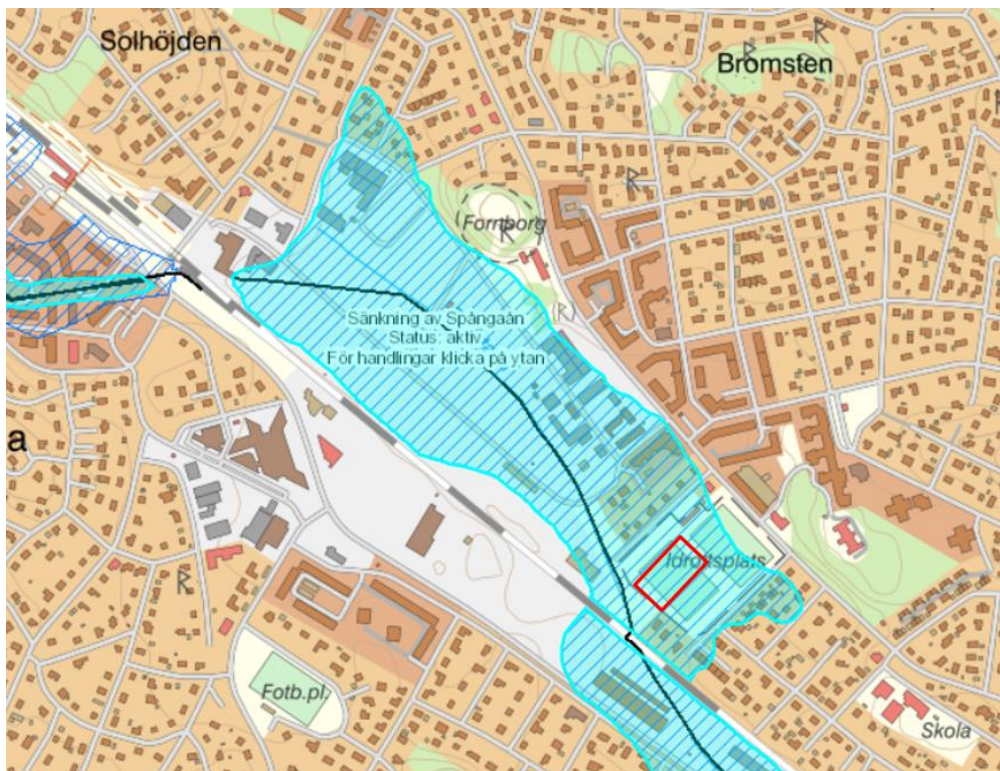 Solhöjden
Bromsten
Fornborg
Sänkning av Spångaån
Status: aktiv
För handlingar klicka på ytan
a
Idrottsplats
Fotb.pl.
Skola